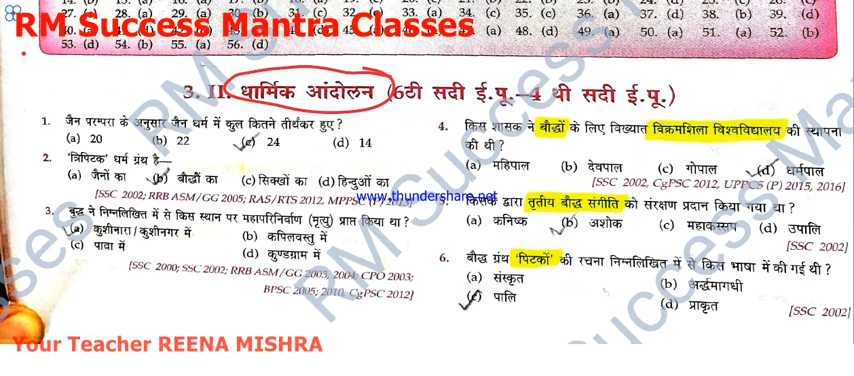 RM Success Mantra Classes
27. 28. (a) 29. (b) 31. (c) 32. 33. (a) 34. (c) 35. (c) 36. (a) 37. (d) 38. (b) 39. (d)
(a) 48. (d) 49. (a) 50. (a) 51. (a) 52. (b)
53. (d) 54. (b) 55. (a) 56. (d)
3. II. धार्मिक आंदोलन (6ठी सदी ई.पू.–4 थी सदी ई.पू.)
1. जैन परम्परा के अनुसार जैन धर्म में कुल कितने तीर्थंकर हुए ?
(a) 20 (b) 22 (c) 24 (d) 14
2. 'त्रिपिटक' धर्म ग्रंथ है—
(a) जैनों का (b) बौद्धों का (c) सिक्खों का (d) हिन्दुओं का
[SSC 2002; RRB ASM/GG 2005; RAS/RTS 2012, MPPSC (P) 2013]
3. बुद्ध ने निम्नलिखित में से किस स्थान पर महापरिनिर्वाण (मृत्यु) प्राप्त किया था ?
(a) कुशीनारा/कुशीनगर में (b) कपिलवस्तु में
(c) पावा में (d) कुण्डग्राम में
[SSC 2000; SSC 2002; RRB ASM/GG 2003, 2004; CPO 2003;
BPSC 2005; 2010, CgPSC 2012]
4. किस शासक ने बौद्धों के लिए विख्यात विक्रमशिला विश्वविद्यालय की स्थापना
की थी ?
(a) महिपाल (b) देवपाल (c) गोपाल (d) धर्मपाल
[SSC 2002, CgPSC 2012, UPPCS (P) 2015, 2016]
www.thundershare.net
5. किसके द्वारा तृतीय बौद्ध संगीति को संरक्षण प्रदान किया गया था ?
(a) कनिष्क (b) अशोक (c) महाकस्सप (d) उपालि
[SSC 2002]
6. बौद्ध ग्रंथ 'पिटकों' की रचना निम्नलिखित में से किस भाषा में की गई थी ?
(a) संस्कृत (b) अर्द्धमागधी
(c) पालि (d) प्राकृत
[SSC 2002]
Your Teacher REENA MISHRA